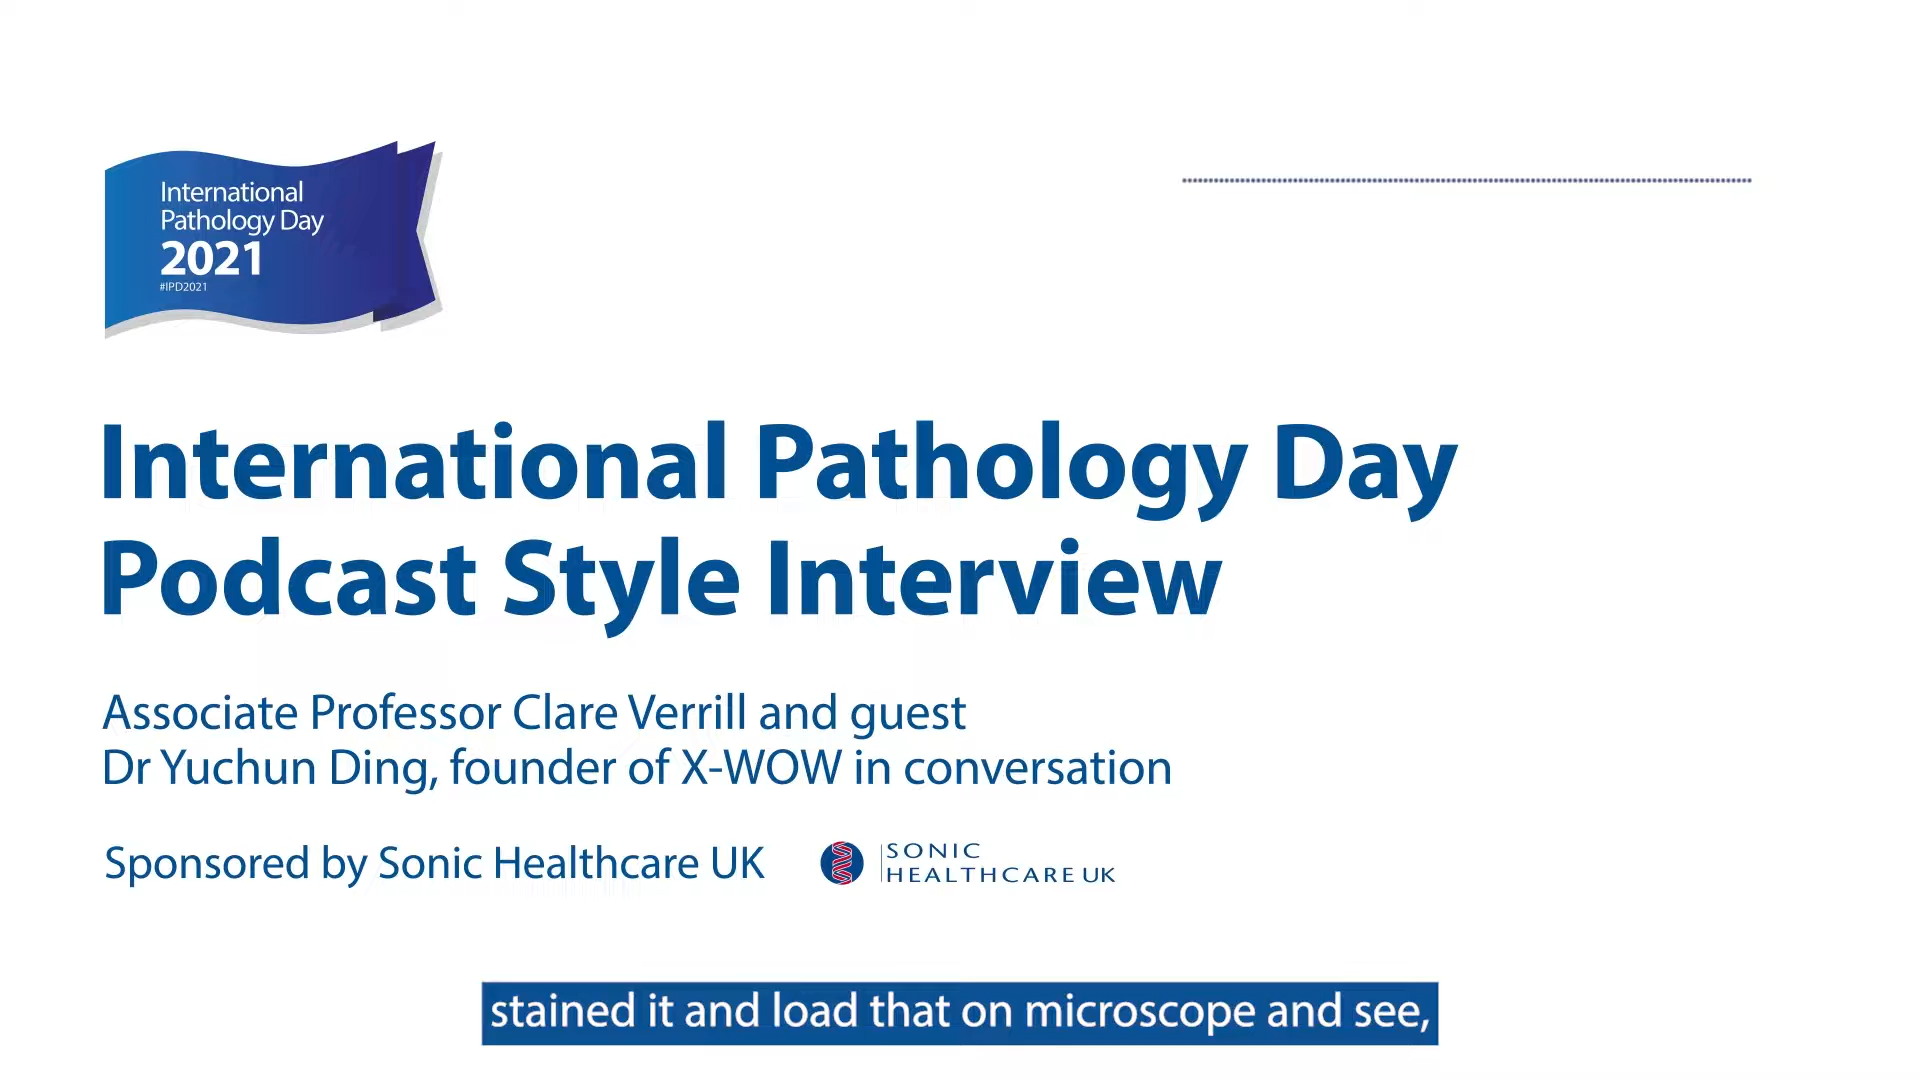 International
Pathology Day
2021
#IPD2021
International Pathology Day
Podcast Style Interview
Associate Professor Clare Verrill and guest
Dr Yuchun Ding, founder of X-WOW in conversation
Sponsored by Sonic Healthcare UK
SONIC
HEALTHCARE UK
stained it and load that on microscope and see,